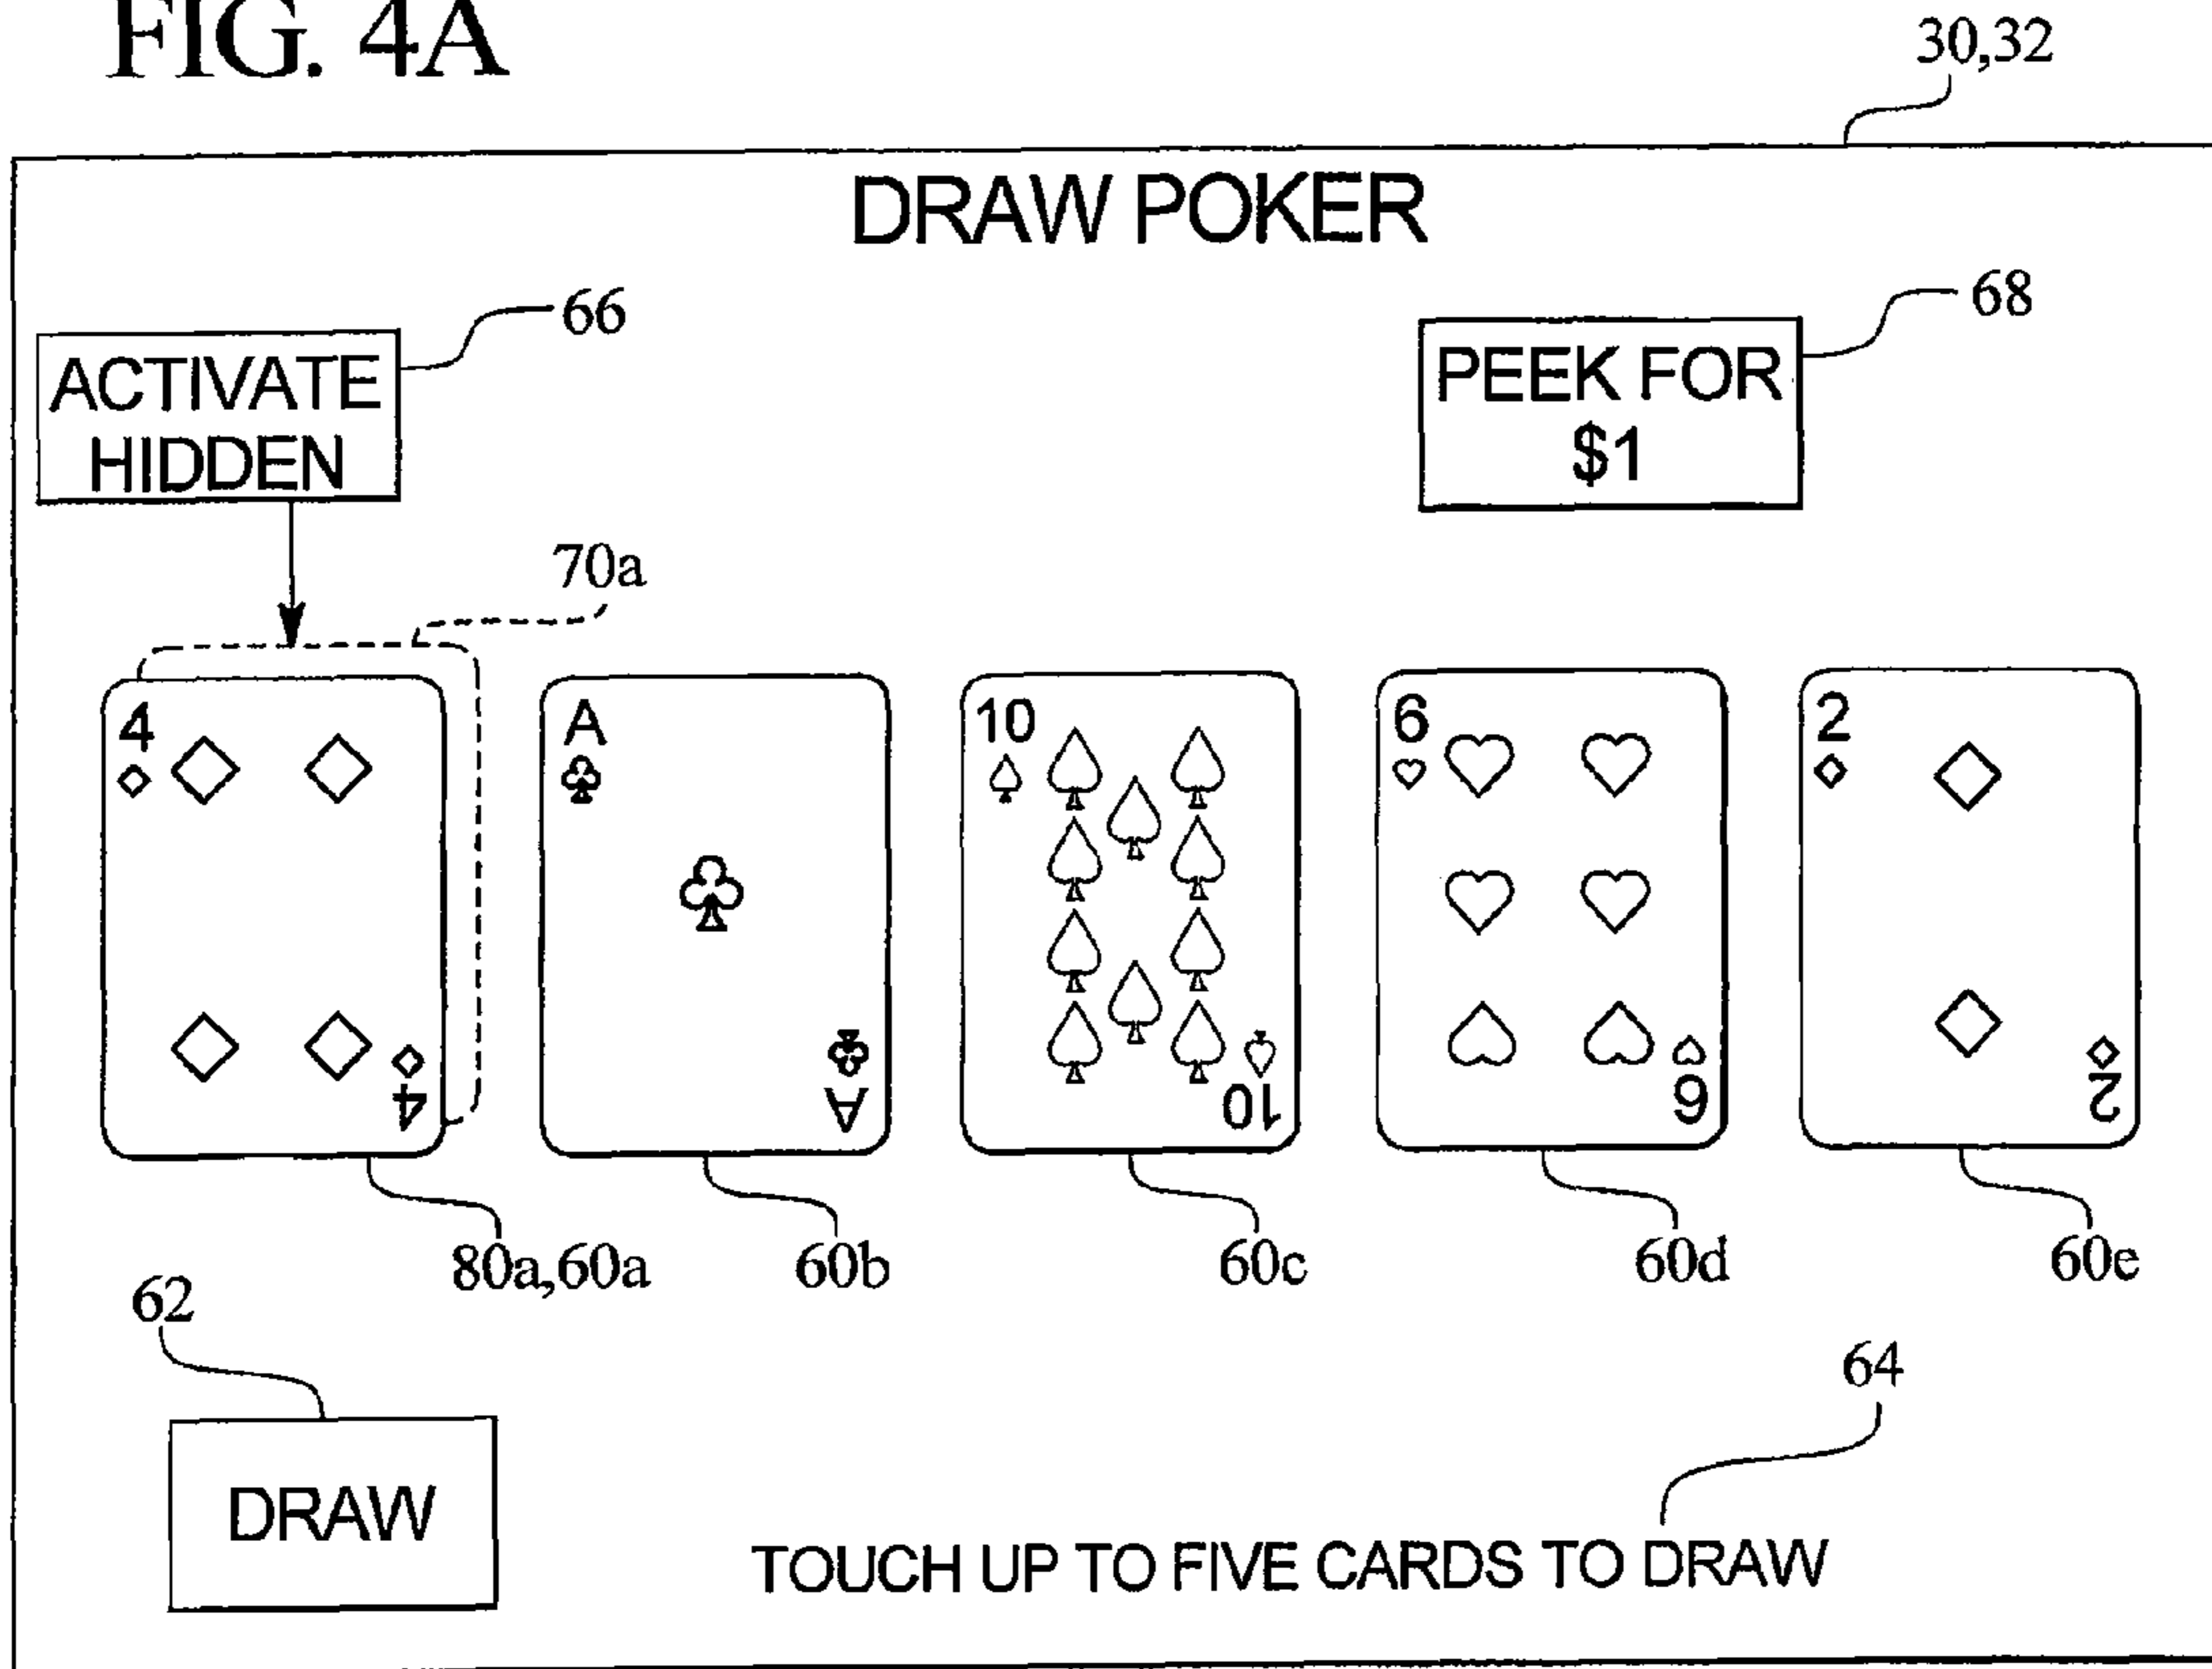 FIG. 4A
30,32
DRAW POKER
66
68
ACTIVATE
HIDDEN
PEEK FOR
$1
70a
4
A
10
6
2
4
A
10
6
2
80a,60a
60b
60c
60d
60e
62
64
DRAW
TOUCH UP TO FIVE CARDS TO DRAW